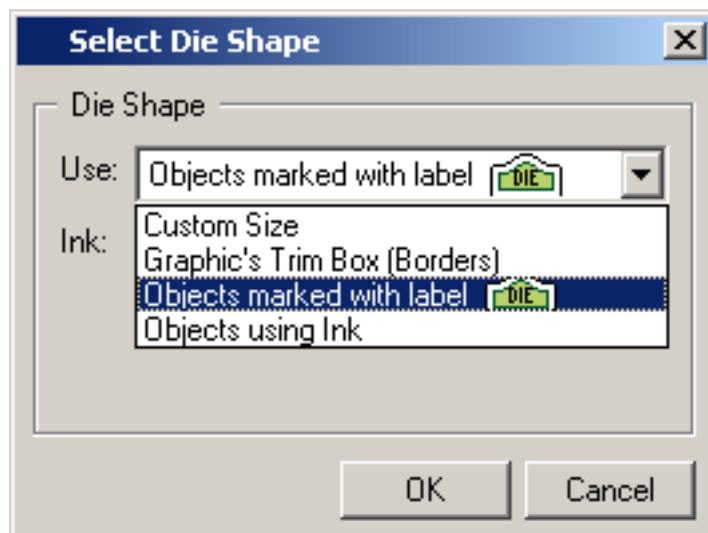 Select Die Shape
Die Shape
Use: Objects marked with label DIE
Ink:
Custom Size
Graphic's Trim Box (Borders)
Objects marked with label DIE
Objects using Ink
OK Cancel